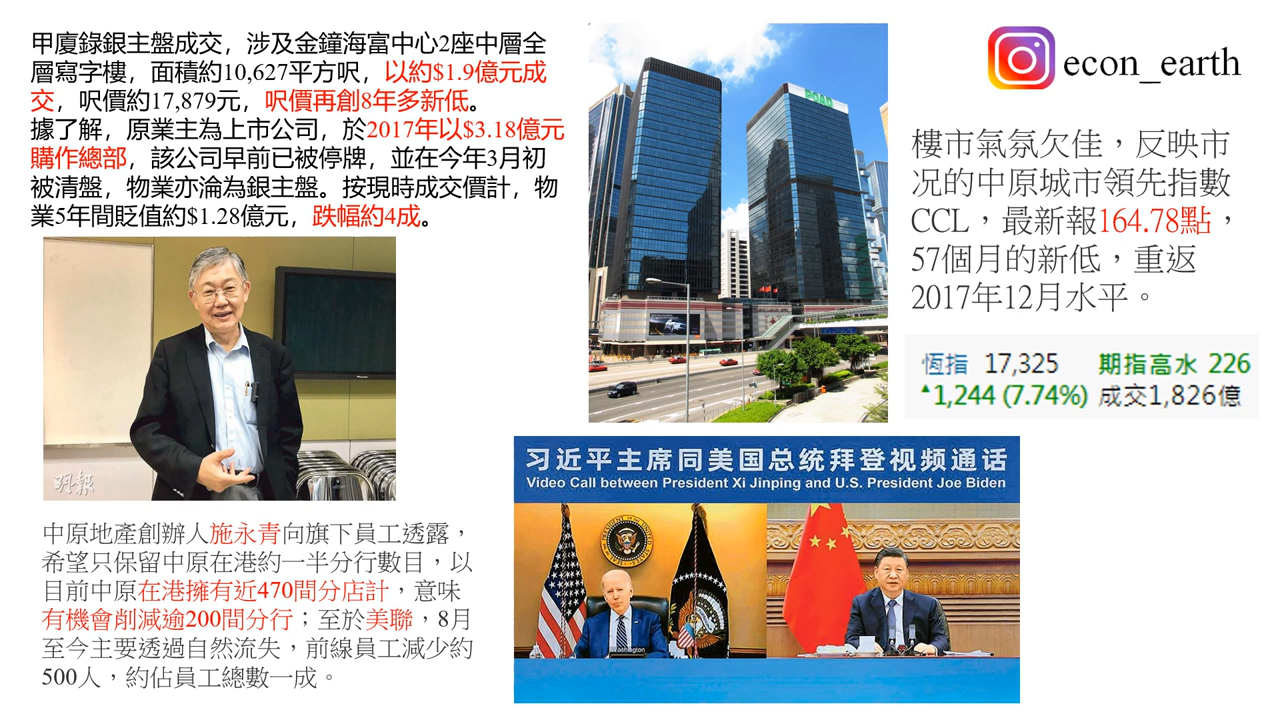 甲廈錄銀主盤成交，涉及金鐘海富中心2座中層全
層寫字樓，面積約10,627平方呎，以約$1.9億元成
交，呎價約17,879元，呎價再創8年多新低。
據了解，原業主為上市公司，於2017年以$3.18億元
購作總部，該公司早前已被停牌，並在今年3月初
被清盤，物業亦淪為銀主盤。按現時成交價計，物
業5年間貶值約$1.28億元，跌幅約4成。
明報
中原地產創辦人施永青向旗下員工透露，
希望只保留中原在港約一半分行數目，以
目前中原在港擁有近470間分店計，意味
有機會削減逾200間分行；至於美聯，8月
至今主要透過自然流失，前線員工減少約
500人，約佔員工總數一成。
econ_earth
樓市氣氛欠佳，反映市
况的中原城市領先指數
CCL，最新報164.78點，
57個月的新低，重返
2017年12月水平。
恆指 17,325 期指高水 226
▲1,244 (7.74%) 成交1,826億
习近平主席同美国总统拜登视频通话
Video Call between President Xi Jinping and U.S. President Joe Biden
Washington